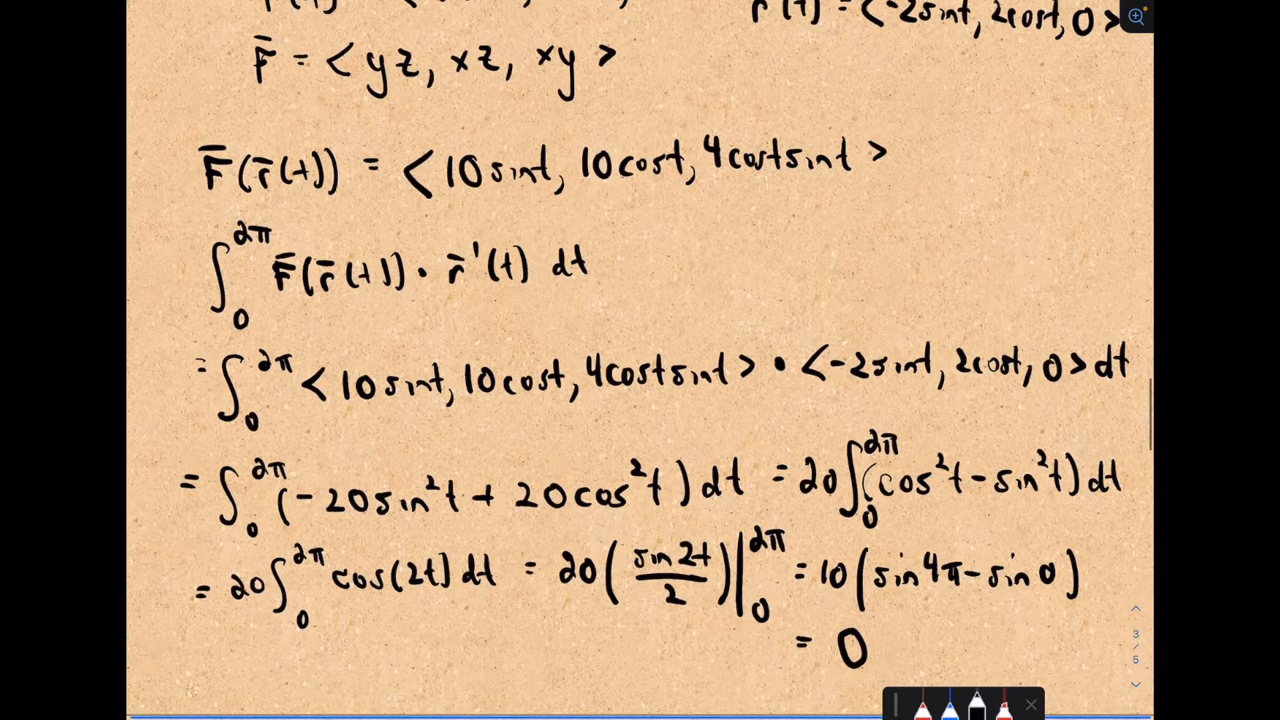 r'(t) = <-2sint, 2cost, 0>
F̄ = < yz, xz, xy >
F̄(r̄(t)) = <10sint, 10cost, 4costsint >
∫₀^2π F̄(r̄(t)) • r̄'(t) dt
= ∫₀^2π <10sint, 10cost, 4costsint> • <-2sint, 2cost, 0> dt
= ∫₀^2π (-20sin²t + 20cos²t) dt = 20∫₀^2π (cos²t - sin²t) dt
= 20∫₀^2π cos(2t) dt = 20(sin2t/2)|₀^2π = 10(sin4π - sin0)
= 0
3
/
5